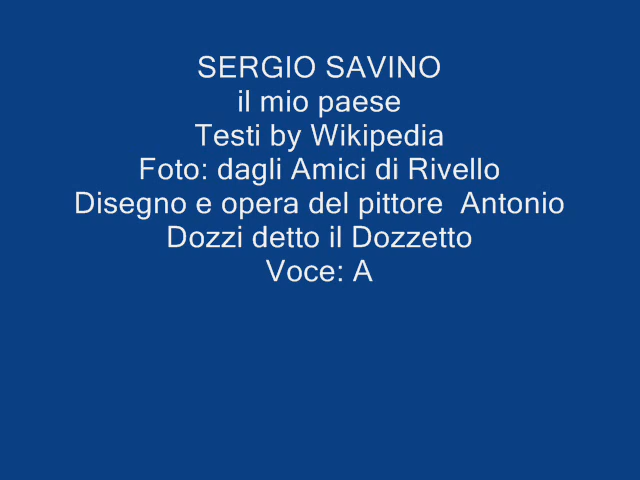 SERGIO SAVINO
il mio paese
Testi by Wikipedia
Foto: dagli Amici di Rivello
Disegno e opera del pittore  Antonio
Dozzi detto il Dozzetto
Voce: A